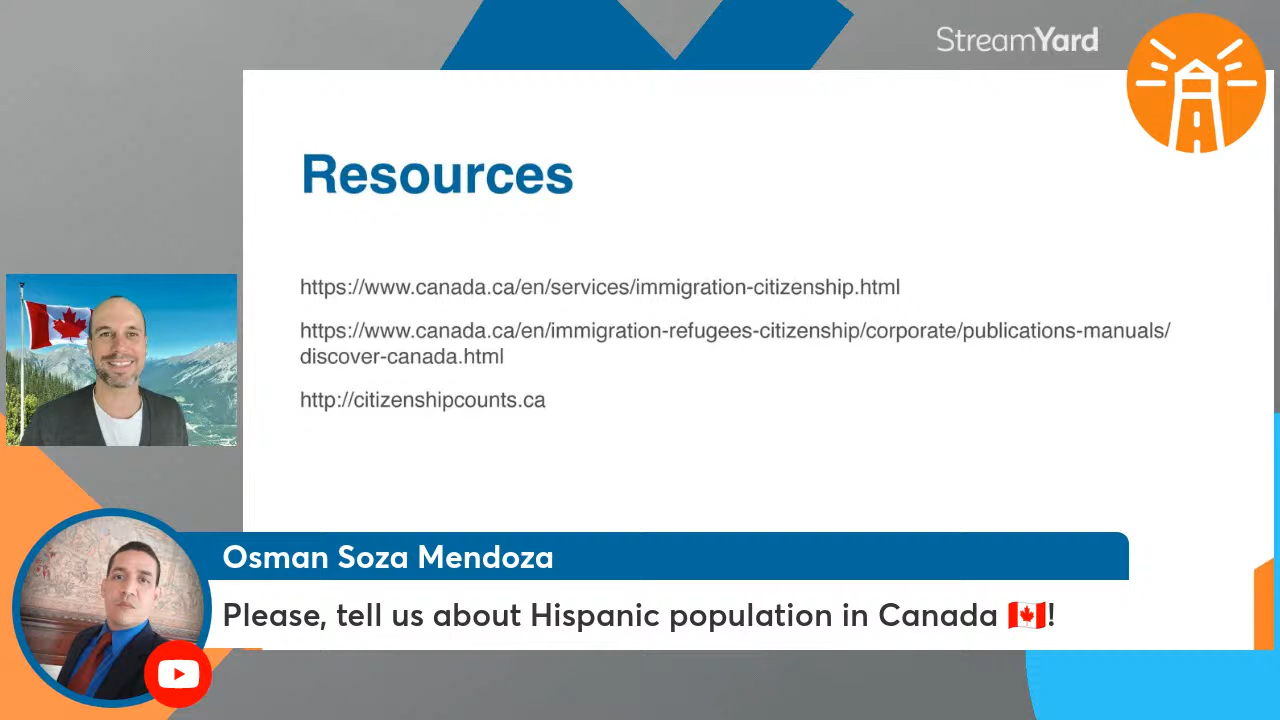 StreamYard
Resources
https://www.canada.ca/en/services/immigration-citizenship.html
https://www.canada.ca/en/immigration-refugees-citizenship/corporate/publications-manuals/
discover-canada.html
http://citizenshipcounts.ca
Osman Soza Mendoza
Please, tell us about Hispanic population in Canada 🇨🇦!